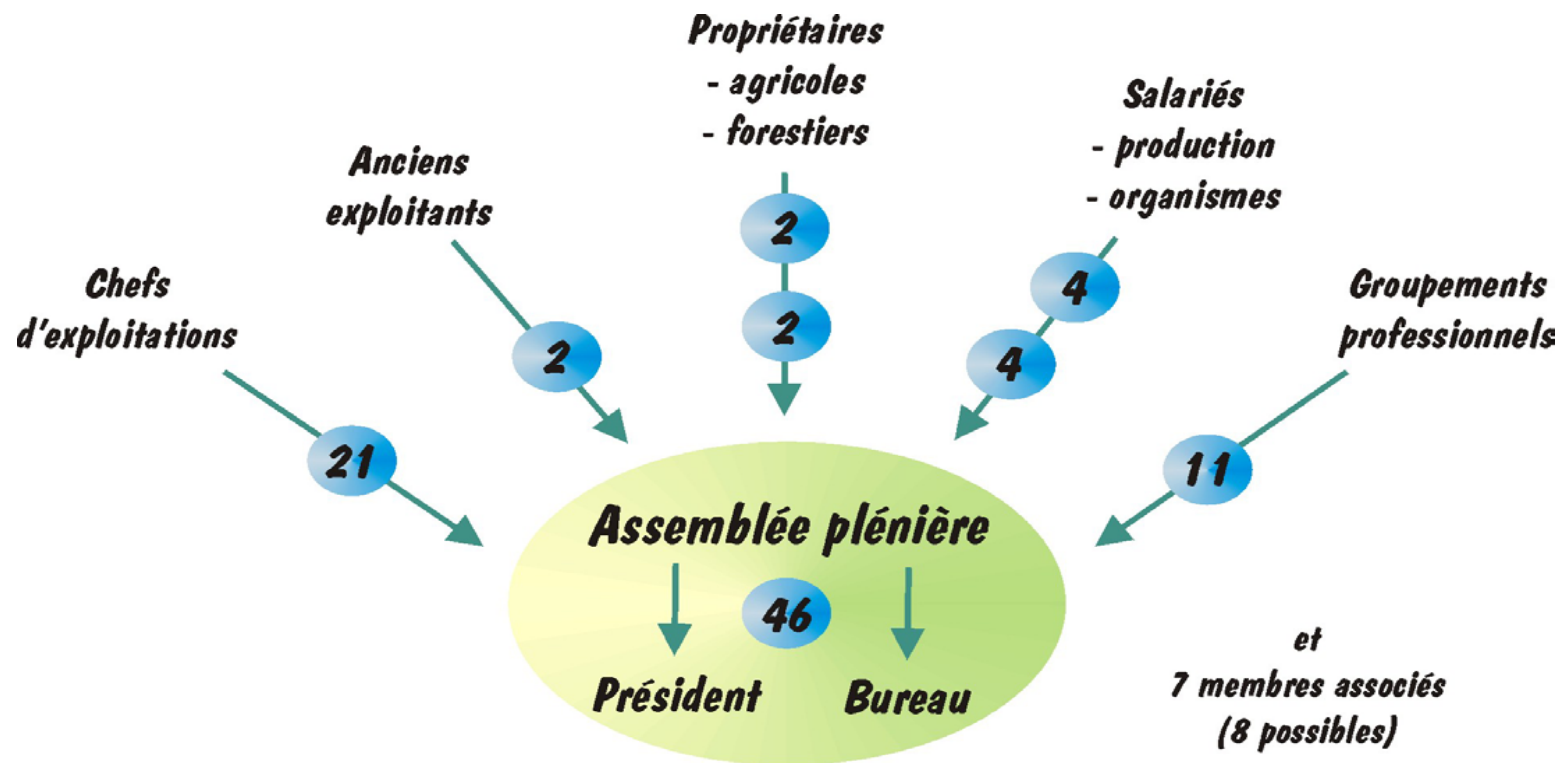 Propriétaires
- agricoles
- forestiers
Salariés
- production
- organismes
Anciens
exploitants
Chefs
d'exploitations
Groupements
professionnels
2
2
4
4
2
21
11
Assemblée plénière
46
Président
Bureau
et
7 membres associés
(8 possibles)